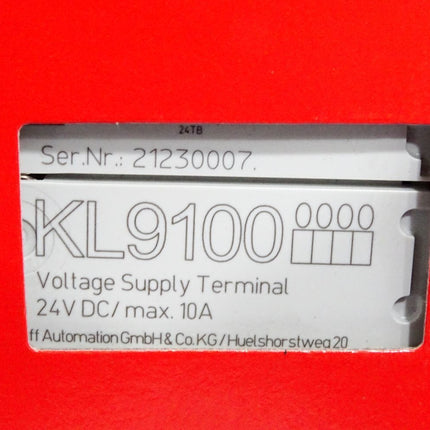 24TB
Ser.Nr.: 21230007.
KL9100 0000
Voltage Supply Terminal
24V DC/ max. 10A
ff Automation GmbH & Co. KG / Huelshorstweg 20